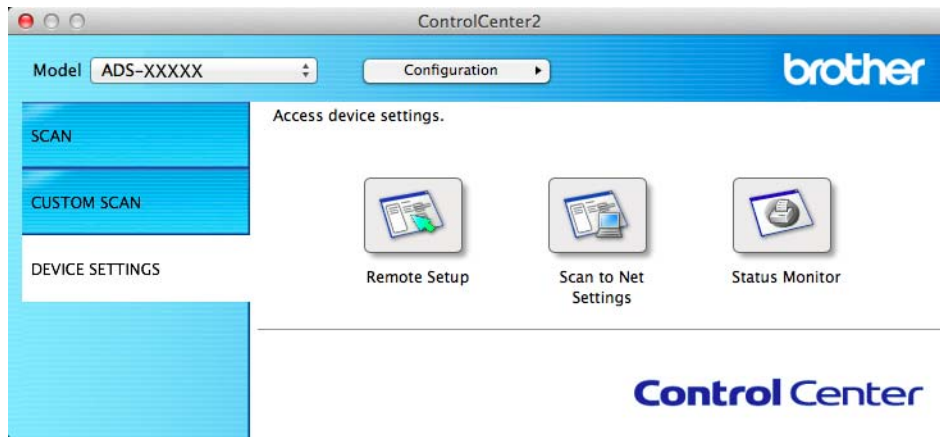 ControlCenter2
Model ADS-XXXXX Configuration brother
SCAN
CUSTOM SCAN
DEVICE SETTINGS
Access device settings.
Remote Setup
Scan to Net
Settings
Status Monitor
Control Center